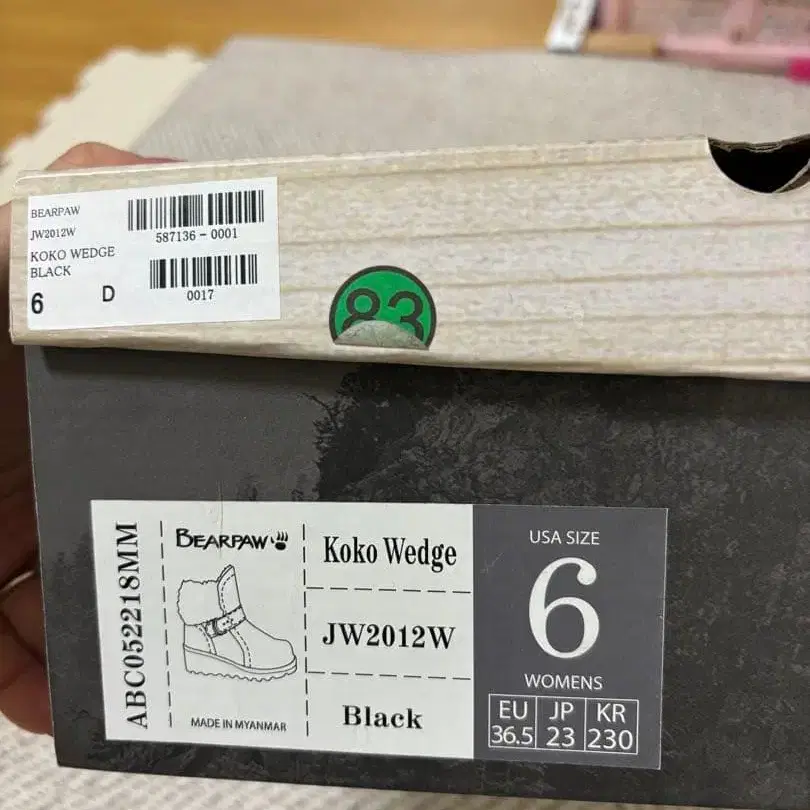 BEARPAW
JW2012W
587136-0001
KOKO WEDGE
BLACK
6 D
0017
83
ABC052218MM
BEARPAW
MADE IN MYANMAR
Koko Wedge
JW2012W
Black
USA SIZE
6
WOMENS
EU JP KR
36.5 23 230